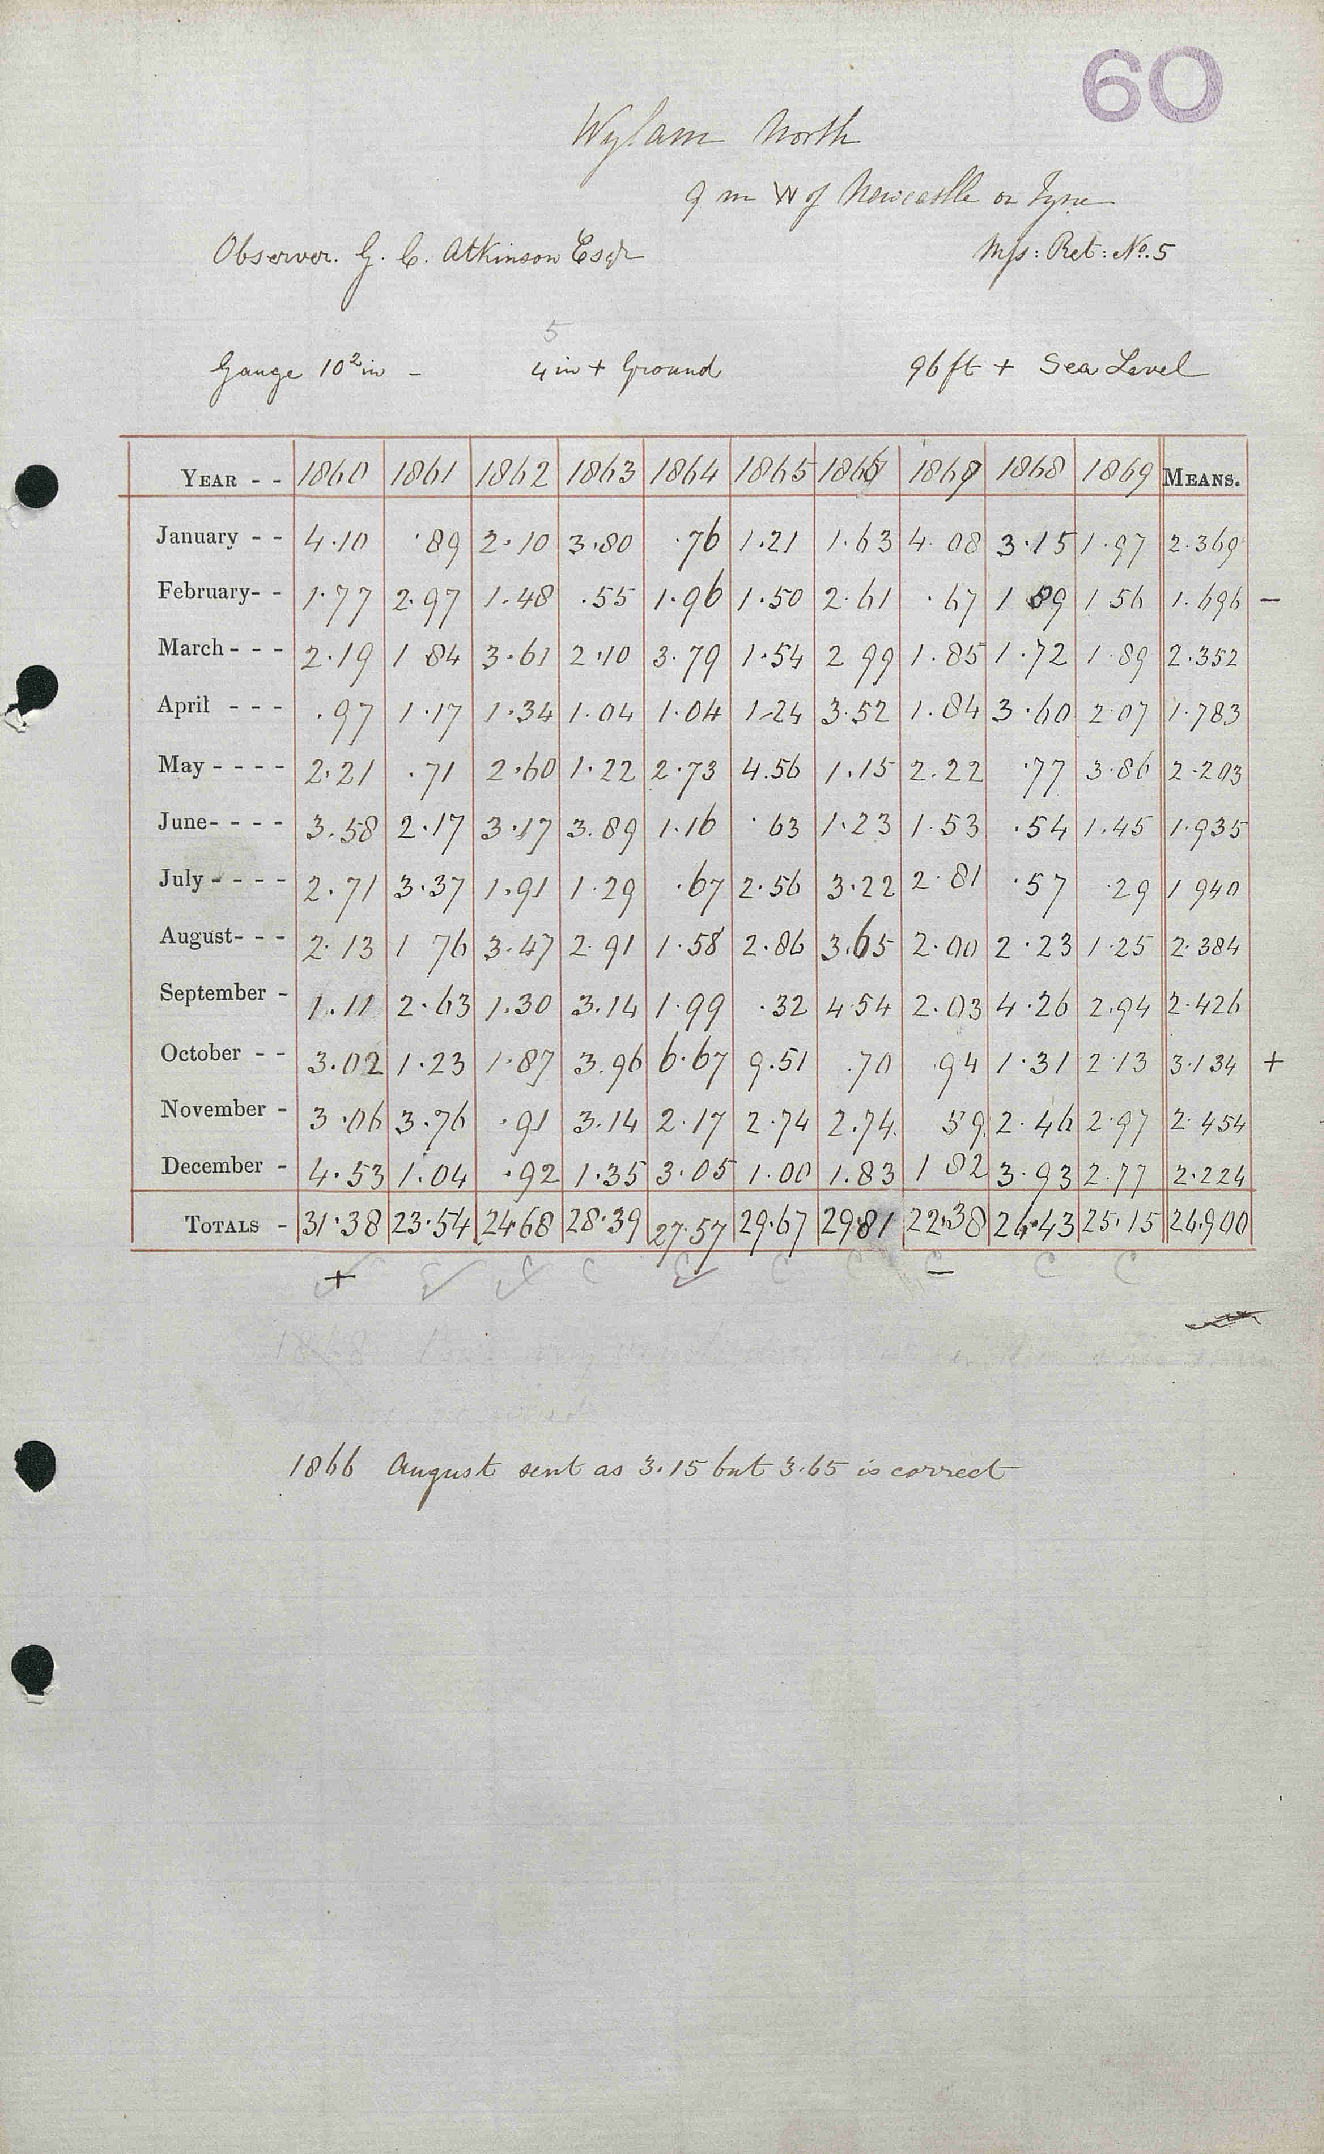 60
Wylam North
9 m W of Newcastle on Tyne
Observer. G. C. Atkinson Esqr Mss: Ret: No. 5
5
Gauge 10² in - 4 in + Ground 96 ft + Sea Level
YEAR - - 1860 1861 1862 1863 1864 1865 1866 1867 1868 1869 MEANS.
January - - 4.10 .89 2.10 3.80 .76 1.21 1.63 4.08 3.15 1.97 2.369
February- - 1.77 2.97 1.48 .55 1.96 1.50 2.61 .67 1 89 1 56 1.696 —
March - - - 2.19 1 84 3.61 2.10 3.79 1.54 2 99 1.85 1.72 1.89 2.352
April - - - .97 1.17 1.34 1.04 1.04 1.24 3.52 1.84 3.60 2.07 1.783
May - - - - 2.21 .71 2.60 1.22 2.73 4.56 1.15 2.22 .77 3.86 2.203
June- - - - 3.58 2.17 3.17 3.89 1.16 .63 1.23 1.53 .54 1.45 1.935
July - - - - 2.71 3.37 1.91 1.29 .67 2.56 3.22 2.81 .57 .29 1 940
August- - - 2.13 1 76 3.47 2.91 1.58 2.86 3.65 2.00 2.23 1.25 2.384
September - 1.11 2.63 1.30 3.14 1.99 .32 4.54 2.03 4.26 2.94 2.426
October - - 3.02 1.23 1.87 3.96 6.67 9.51 .70 .94 1.31 2.13 3.134 +
November - 3.06 3.76 .91 3.14 2.17 2.74 2.74 59 2.46 2.97 2.454
December - 4.53 1.04 .92 1.35 3.05 1.00 1.83 1 82 3.93 2.77 2.224
TOTALS - 31.38 23.54 24.68 28.39 27.57 29.67 29.81 22.38 26.43 25.15 26.900
+ C C C C C C —  C C
1868
1866 August sent as 3.15 but 3.65 is correct